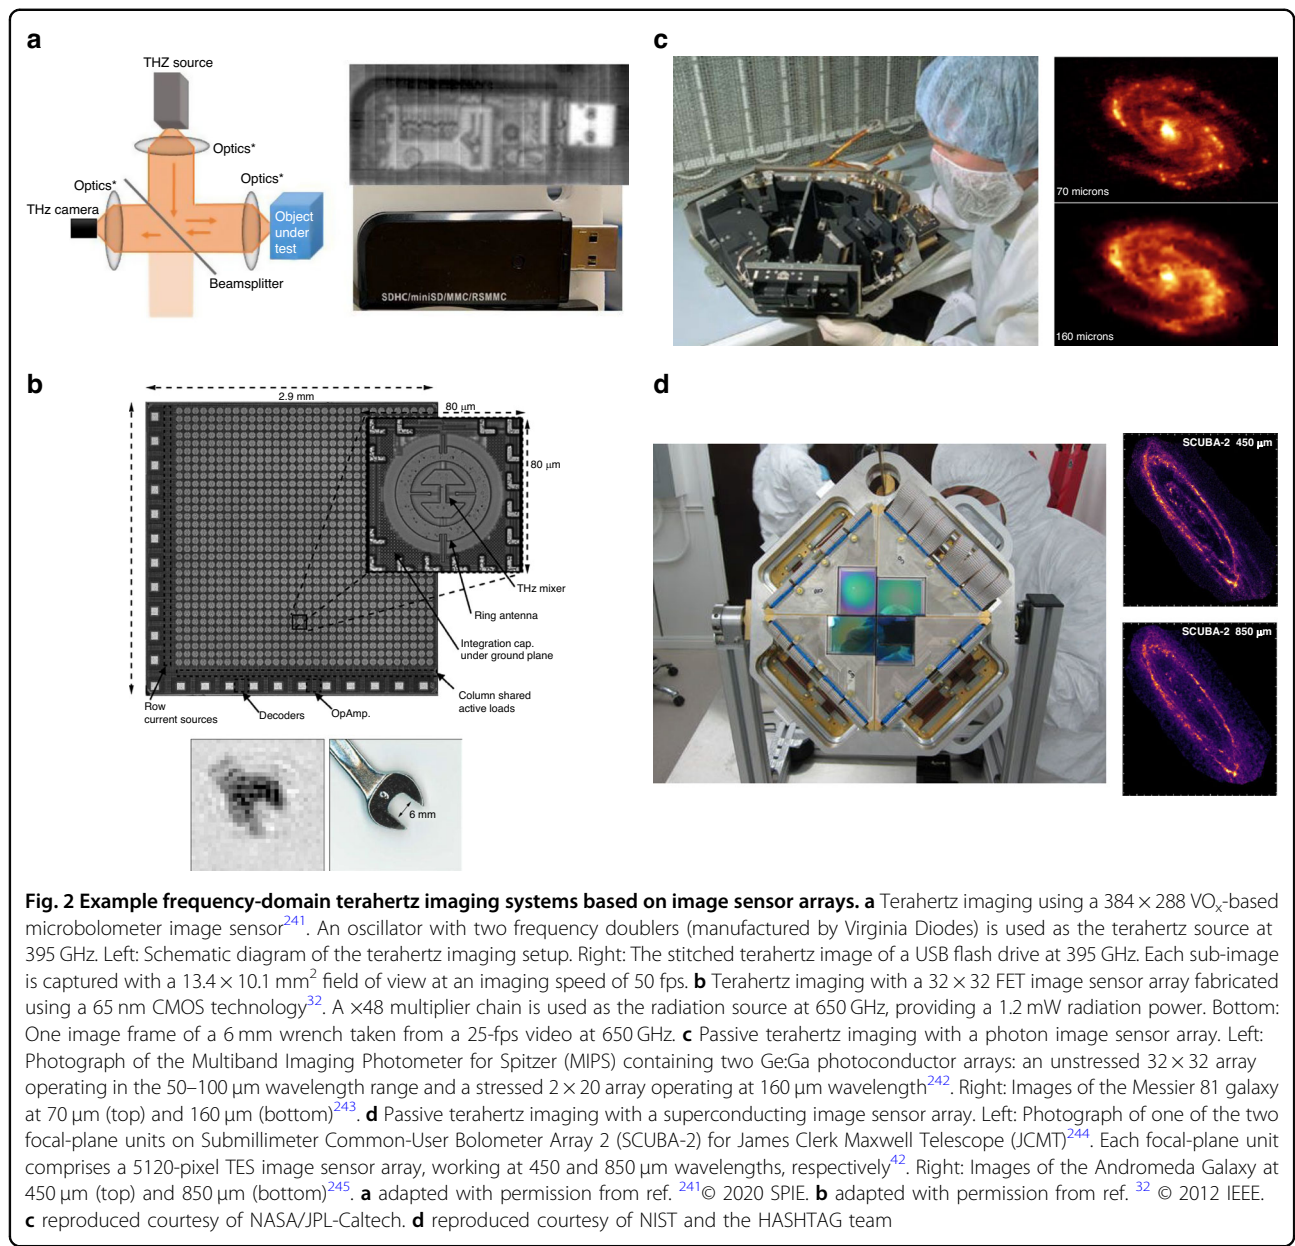 a
THZ source
Optics*
Optics*
Optics*
THz camera
Object
under
test
Beamsplitter
SDHC/miniSD/MMC/RSMMC
c
70 microns
160 microns
b
2.9 mm
80 μm
80 μm
THz mixer
Ring antenna
Integration cap.
under ground plane
Column shared
active loads
Row
current sources
Decoders
OpAmp.
9
6 mm
d
SCUBA-2 450 μm
SCUBA-2 850 μm
Fig. 2 Example frequency-domain terahertz imaging systems based on image sensor arrays. a Terahertz imaging using a 384 × 288 VOx-based
microbolometer image sensor241. An oscillator with two frequency doublers (manufactured by Virginia Diodes) is used as the terahertz source at
395 GHz. Left: Schematic diagram of the terahertz imaging setup. Right: The stitched terahertz image of a USB flash drive at 395 GHz. Each sub-image
is captured with a 13.4 × 10.1 mm2 field of view at an imaging speed of 50 fps. b Terahertz imaging with a 32 × 32 FET image sensor array fabricated
using a 65 nm CMOS technology32. A ×48 multiplier chain is used as the radiation source at 650 GHz, providing a 1.2 mW radiation power. Bottom:
One image frame of a 6 mm wrench taken from a 25-fps video at 650 GHz. c Passive terahertz imaging with a photon image sensor array. Left:
Photograph of the Multiband Imaging Photometer for Spitzer (MIPS) containing two Ge:Ga photoconductor arrays: an unstressed 32 × 32 array
operating in the 50–100 μm wavelength range and a stressed 2 × 20 array operating at 160 μm wavelength242. Right: Images of the Messier 81 galaxy
at 70 μm (top) and 160 μm (bottom)243. d Passive terahertz imaging with a superconducting image sensor array. Left: Photograph of one of the two
focal-plane units on Submillimeter Common-User Bolometer Array 2 (SCUBA-2) for James Clerk Maxwell Telescope (JCMT)244. Each focal-plane unit
comprises a 5120-pixel TES image sensor array, working at 450 and 850 μm wavelengths, respectively42. Right: Images of the Andromeda Galaxy at
450 μm (top) and 850 μm (bottom)245. a adapted with permission from ref. 241© 2020 SPIE. b adapted with permission from ref. 32 © 2012 IEEE.
c reproduced courtesy of NASA/JPL-Caltech. d reproduced courtesy of NIST and the HASHTAG team